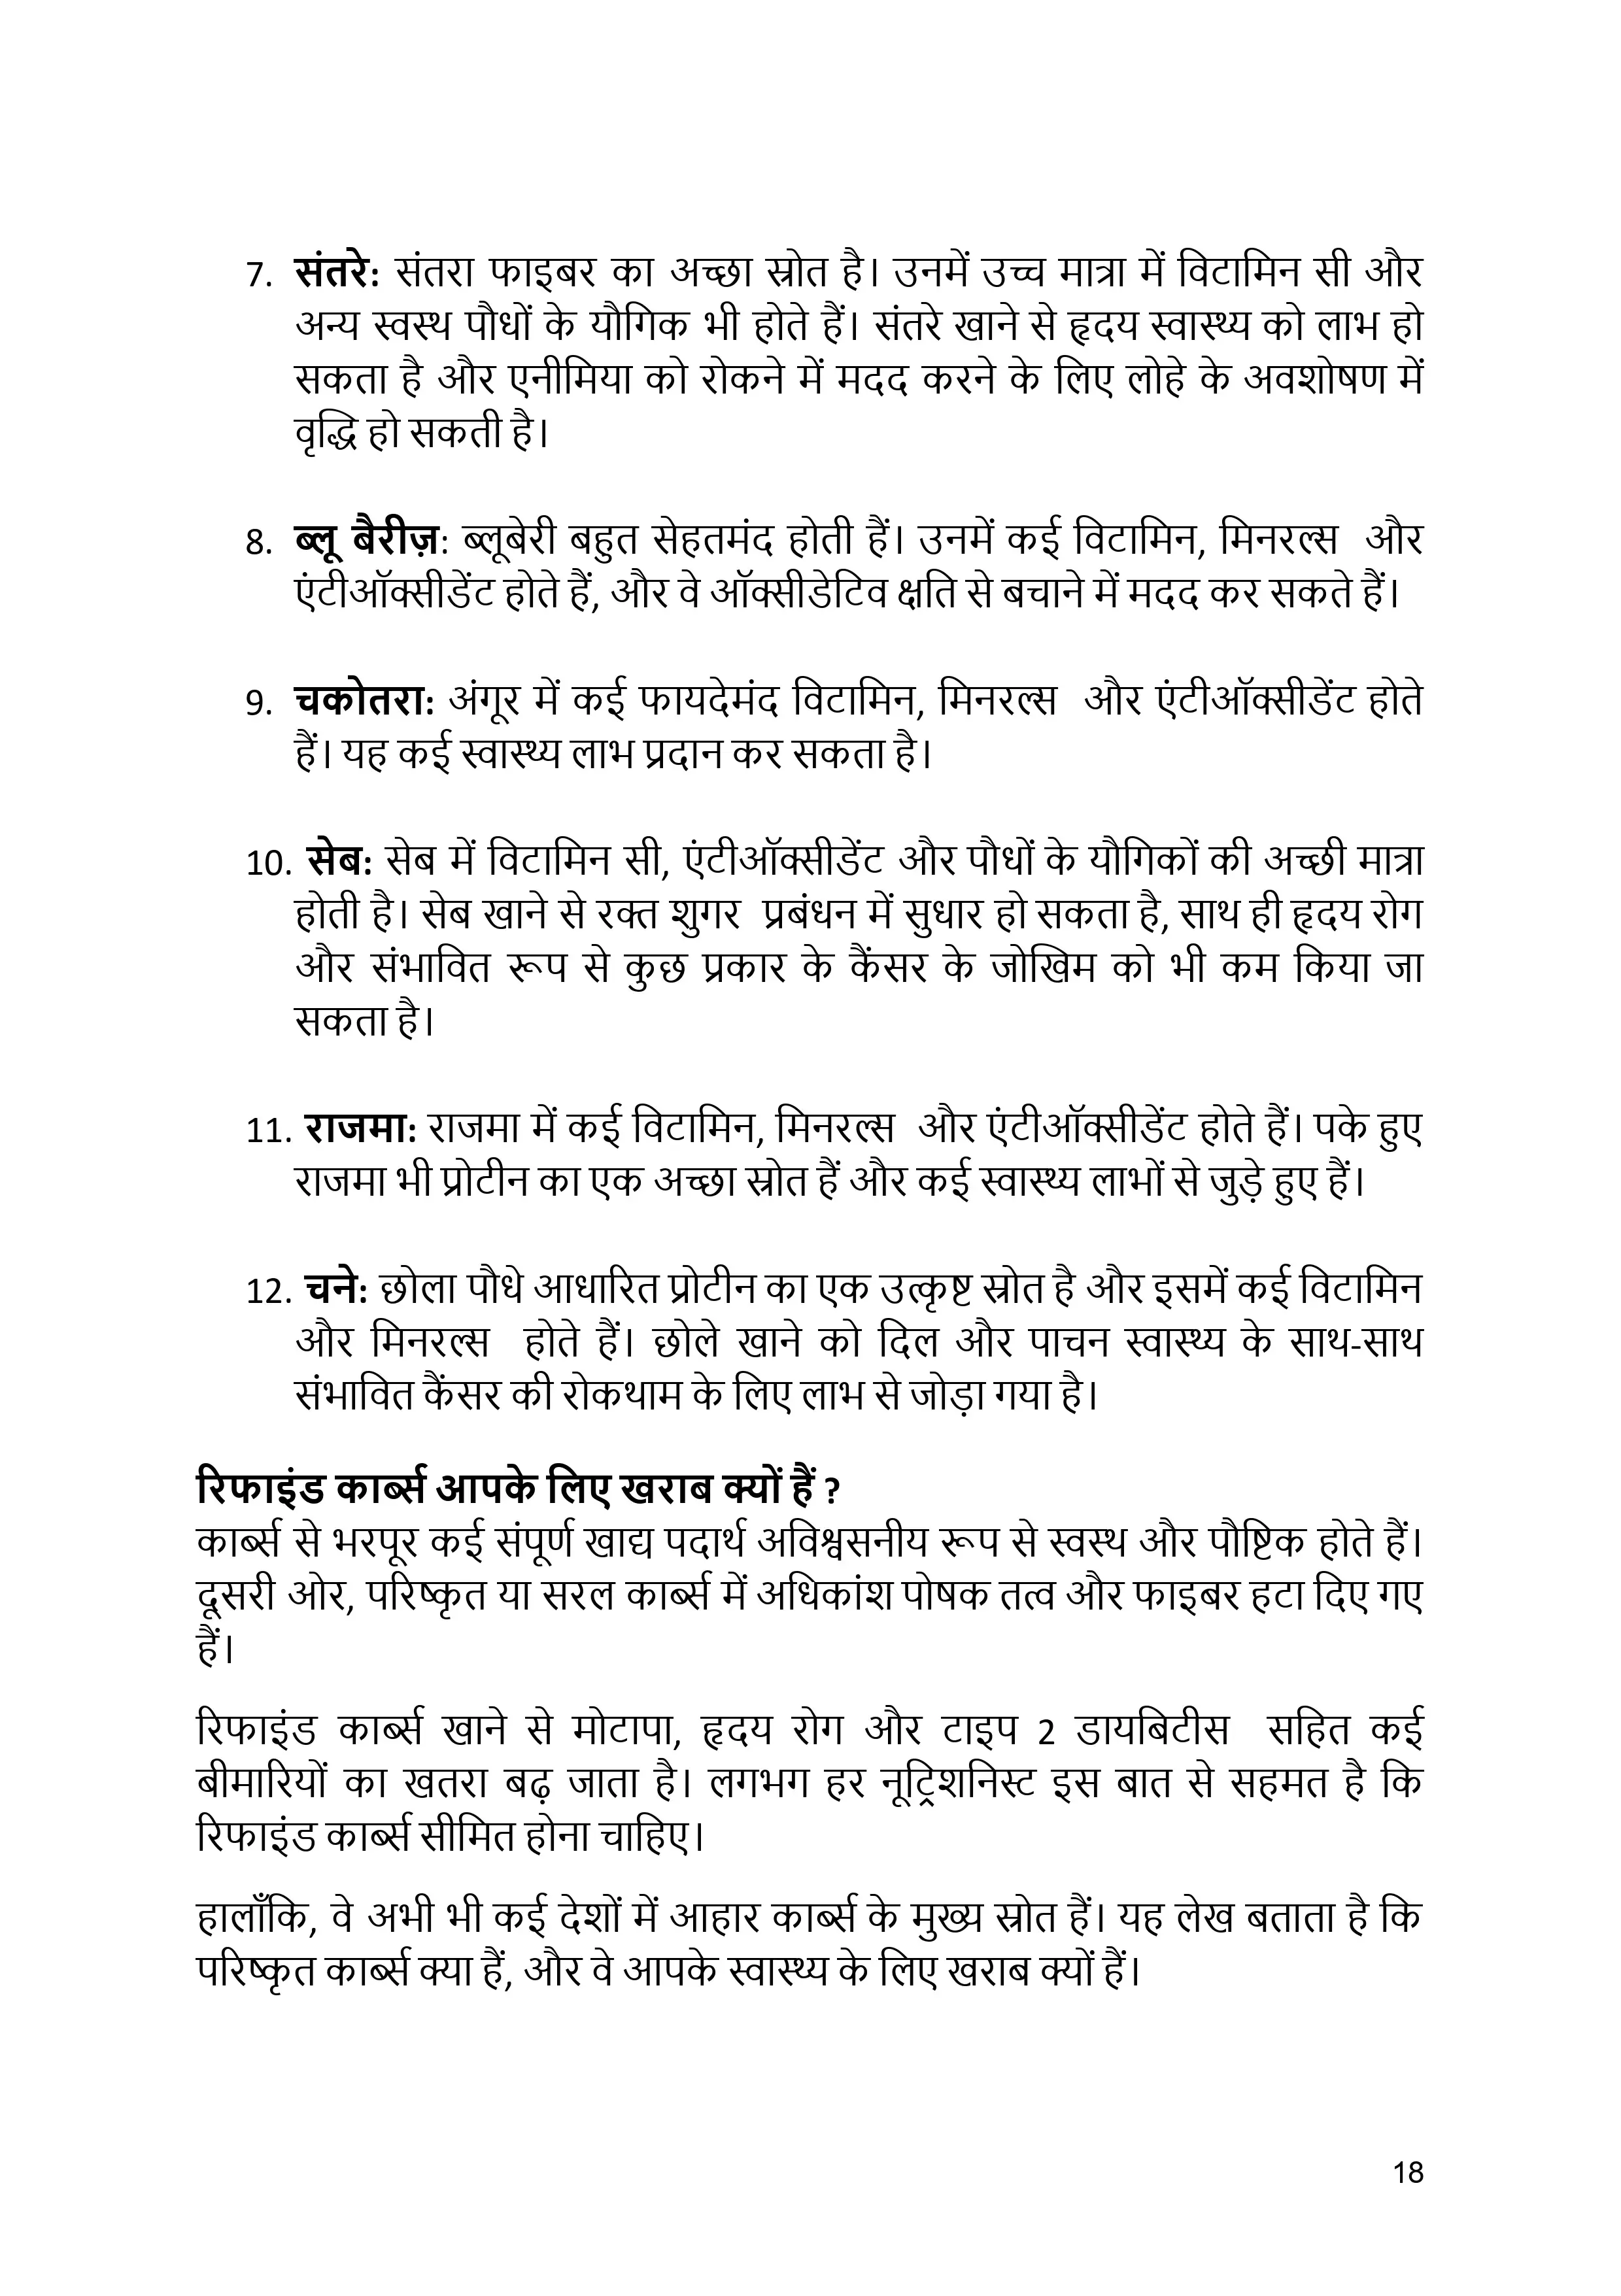 7. संतरे: संतरा फाइबर का अच्छा स्रोत है। उनमें उच्च मात्रा में विटामिन सी और
अन्य स्वस्थ पौधों के यौगिक भी होते हैं। संतरे खाने से हृदय स्वास्थ्य को लाभ हो
सकता है और एनीमिया को रोकने में मदद करने के लिए लोहे के अवशोषण में
वृद्धि हो सकती है।
8. ब्लू बैरीज़: ब्लूबेरी बहुत सेहतमंद होती हैं। उनमें कई विटामिन, मिनरल्स और
एंटीऑक्सीडेंट होते हैं, और वे ऑक्सीडेटिव क्षति से बचाने में मदद कर सकते हैं।
9. चकोतरा: अंगूर में कई फायदेमंद विटामिन, मिनरल्स और एंटीऑक्सीडेंट होते
हैं। यह कई स्वास्थ्य लाभ प्रदान कर सकता है।
10. सेब: सेब में विटामिन सी, एंटीऑक्सीडेंट और पौधों के यौगिकों की अच्छी मात्रा
होती है। सेब खाने से रक्त शुगर प्रबंधन में सुधार हो सकता है, साथ ही हृदय रोग
और संभावित रूप से कुछ प्रकार के कैंसर के जोखिम को भी कम किया जा
सकता है।
11. राजमा: राजमा में कई विटामिन, मिनरल्स और एंटीऑक्सीडेंट होते हैं। पके हुए
राजमा भी प्रोटीन का एक अच्छा स्रोत हैं और कई स्वास्थ्य लाभों से जुड़े हुए हैं।
12. चने: छोला पौधे आधारित प्रोटीन का एक उत्कृष्ट स्रोत है और इसमें कई विटामिन
और मिनरल्स होते हैं। छोले खाने को दिल और पाचन स्वास्थ्य के साथ-साथ
संभावित कैंसर की रोकथाम के लिए लाभ से जोड़ा गया है।
रिफाइंड कार्ब्स आपके लिए खराब क्यों हैं ?
कार्ब्स से भरपूर कई संपूर्ण खाद्य पदार्थ अविश्वसनीय रूप से स्वस्थ और पौष्टिक होते हैं।
दूसरी ओर, परिष्कृत या सरल कार्ब्स में अधिकांश पोषक तत्व और फाइबर हटा दिए गए
हैं।
रिफाइंड कार्ब्स खाने से मोटापा, हृदय रोग और टाइप 2 डायबिटीस सहित कई
बीमारियों का खतरा बढ़ जाता है। लगभग हर नूट्रिशनिस्ट इस बात से सहमत है कि
रिफाइंड कार्ब्स सीमित होना चाहिए।
हालाँकि, वे अभी भी कई देशों में आहार कार्ब्स के मुख्य स्रोत हैं। यह लेख बताता है कि
परिष्कृत कार्ब्स क्या हैं, और वे आपके स्वास्थ्य के लिए खराब क्यों हैं।
18